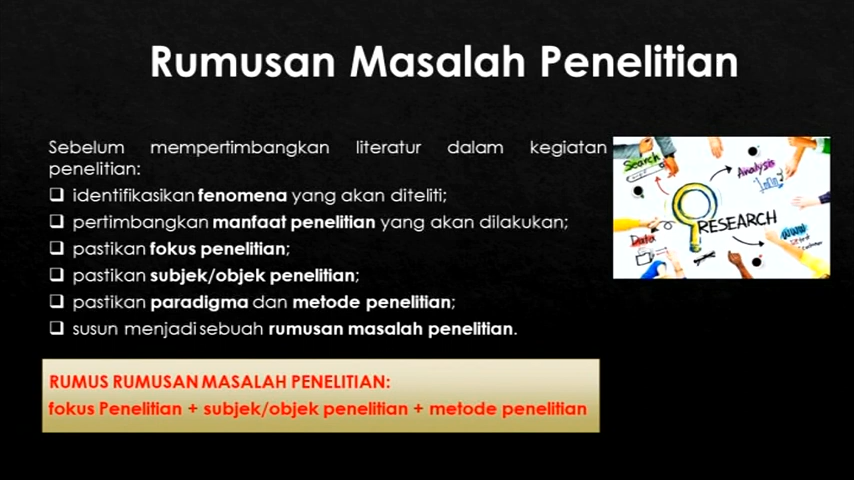 Rumusan Masalah Penelitian
Sebelum mempertimbangkan literatur dalam kegiatan
penelitian:
❑ identifikasikan fenomena yang akan diteliti;
❑ pertimbangkan manfaat penelitian yang akan dilakukan;
❑ pastikan fokus penelitian;
❑ pastikan subjek/objek penelitian;
❑ pastikan paradigma dan metode penelitian;
❑ susun menjadi sebuah rumusan masalah penelitian.
Search
Analysis
RESEARCH
Data
RUMUS RUMUSAN MASALAH PENELITIAN:
fokus Penelitian + subjek/objek penelitian + metode penelitian